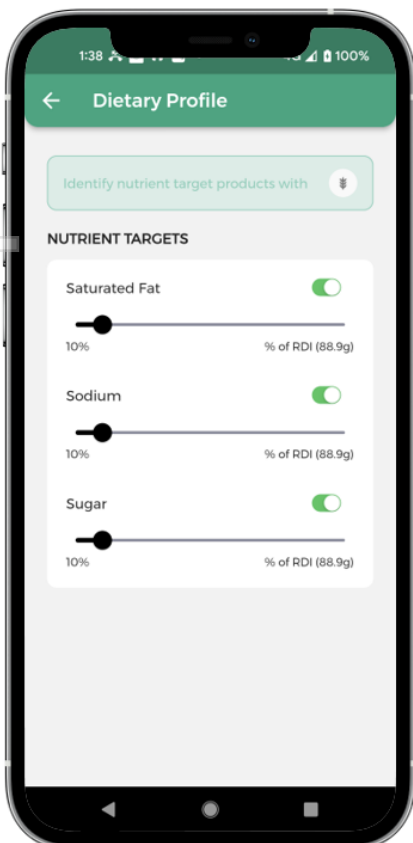 1:38 100%
Dietary Profile
Identify nutrient target products with
NUTRIENT TARGETS
Saturated Fat
10% % of RDI (88.9g)
Sodium
10% % of RDI (88.9g)
Sugar
10% % of RDI (88.9g)